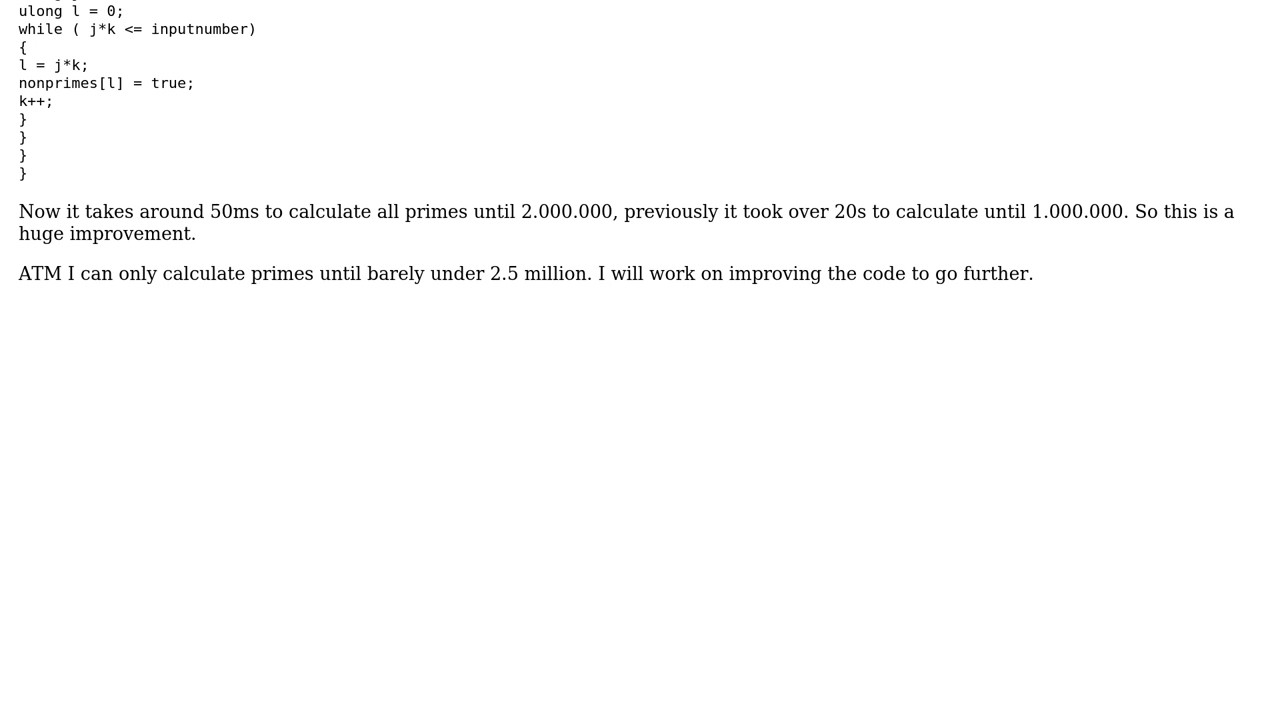 ulong l = 0;
while ( j*k <= inputnumber)
{
l = j*k;
nonprimes[l] = true;
k++;
}
}
}
}
Now it takes around 50ms to calculate all primes until 2.000.000, previously it took over 20s to calculate until 1.000.000. So this is a
huge improvement.
ATM I can only calculate primes until barely under 2.5 million. I will work on improving the code to go further.